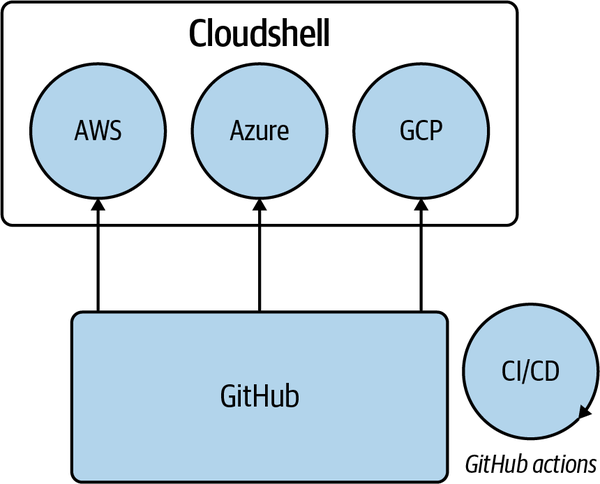 Cloudshell
AWS
Azure
GCP
GitHub
CI/CD
GitHub actions